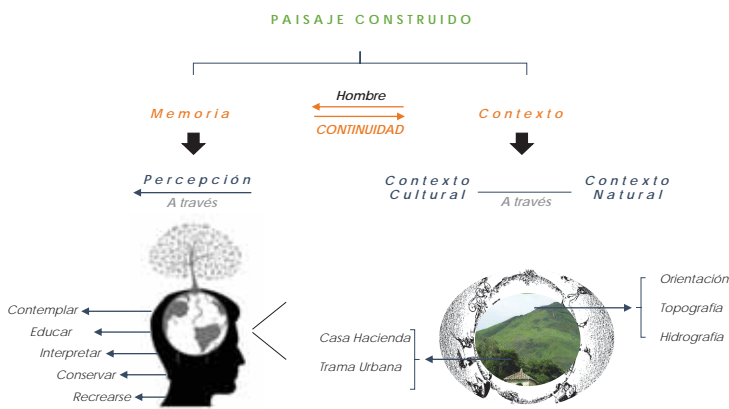 PAISAJE CONSTRUIDO
Hombre
Memoria
Contexto
CONTINUIDAD
Percepción
A través
Contexto
Cultural
A través
Contexto
Natural
Contemplar
Educar
Interpretar
Conservar
Recrearse
Casa Hacienda
Trama Urbana
Orientación
Topografía
Hidrografía